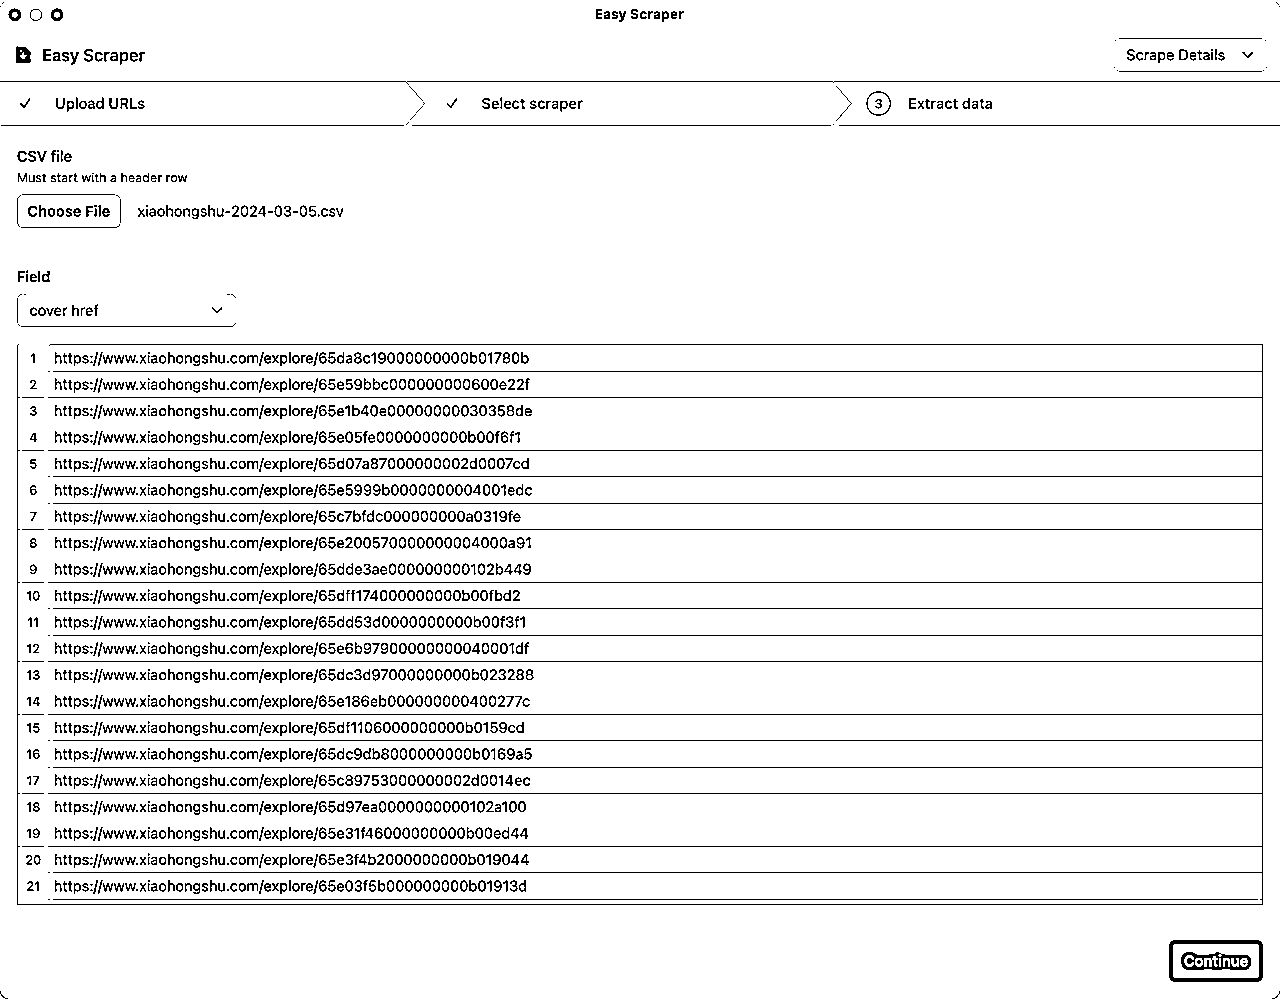 Easy Scraper
Easy Scraper
Scrape Details
Upload URLs
Select scraper
3 Extract data
CSV file
Must start with a header row
Choose File xiaohongshu-2024-03-05.csv
Field
cover href
1 https://www.xiaohongshu.com/explore/65da8c19000000000b01780b
2 https://www.xiaohongshu.com/explore/65e59bbc000000000600e22f
3 https://www.xiaohongshu.com/explore/65e1b40e00000000030358de
4 https://www.xiaohongshu.com/explore/65e05fe0000000000b00f6f1
5 https://www.xiaohongshu.com/explore/65d07a87000000002d0007cd
6 https://www.xiaohongshu.com/explore/65e5999b0000000004001edc
7 https://www.xiaohongshu.com/explore/65c7bfdc000000000a0319fe
8 https://www.xiaohongshu.com/explore/65e200570000000004000a91
9 https://www.xiaohongshu.com/explore/65dde3ae000000000102b449
10 https://www.xiaohongshu.com/explore/65dff174000000000b00fbd2
11 https://www.xiaohongshu.com/explore/65dd53d0000000000b00f3f1
12 https://www.xiaohongshu.com/explore/65e6b97900000000040001df
13 https://www.xiaohongshu.com/explore/65dc3d97000000000b023288
14 https://www.xiaohongshu.com/explore/65e186eb000000000400277c
15 https://www.xiaohongshu.com/explore/65df1106000000000b0159cd
16 https://www.xiaohongshu.com/explore/65dc9db8000000000b0169a5
17 https://www.xiaohongshu.com/explore/65c89753000000002d0014ec
18 https://www.xiaohongshu.com/explore/65d97ea0000000000102a100
19 https://www.xiaohongshu.com/explore/65e31f46000000000b00ed44
20 https://www.xiaohongshu.com/explore/65e3f4b2000000000b019044
21 https://www.xiaohongshu.com/explore/65e03f5b000000000b01913d
Continue